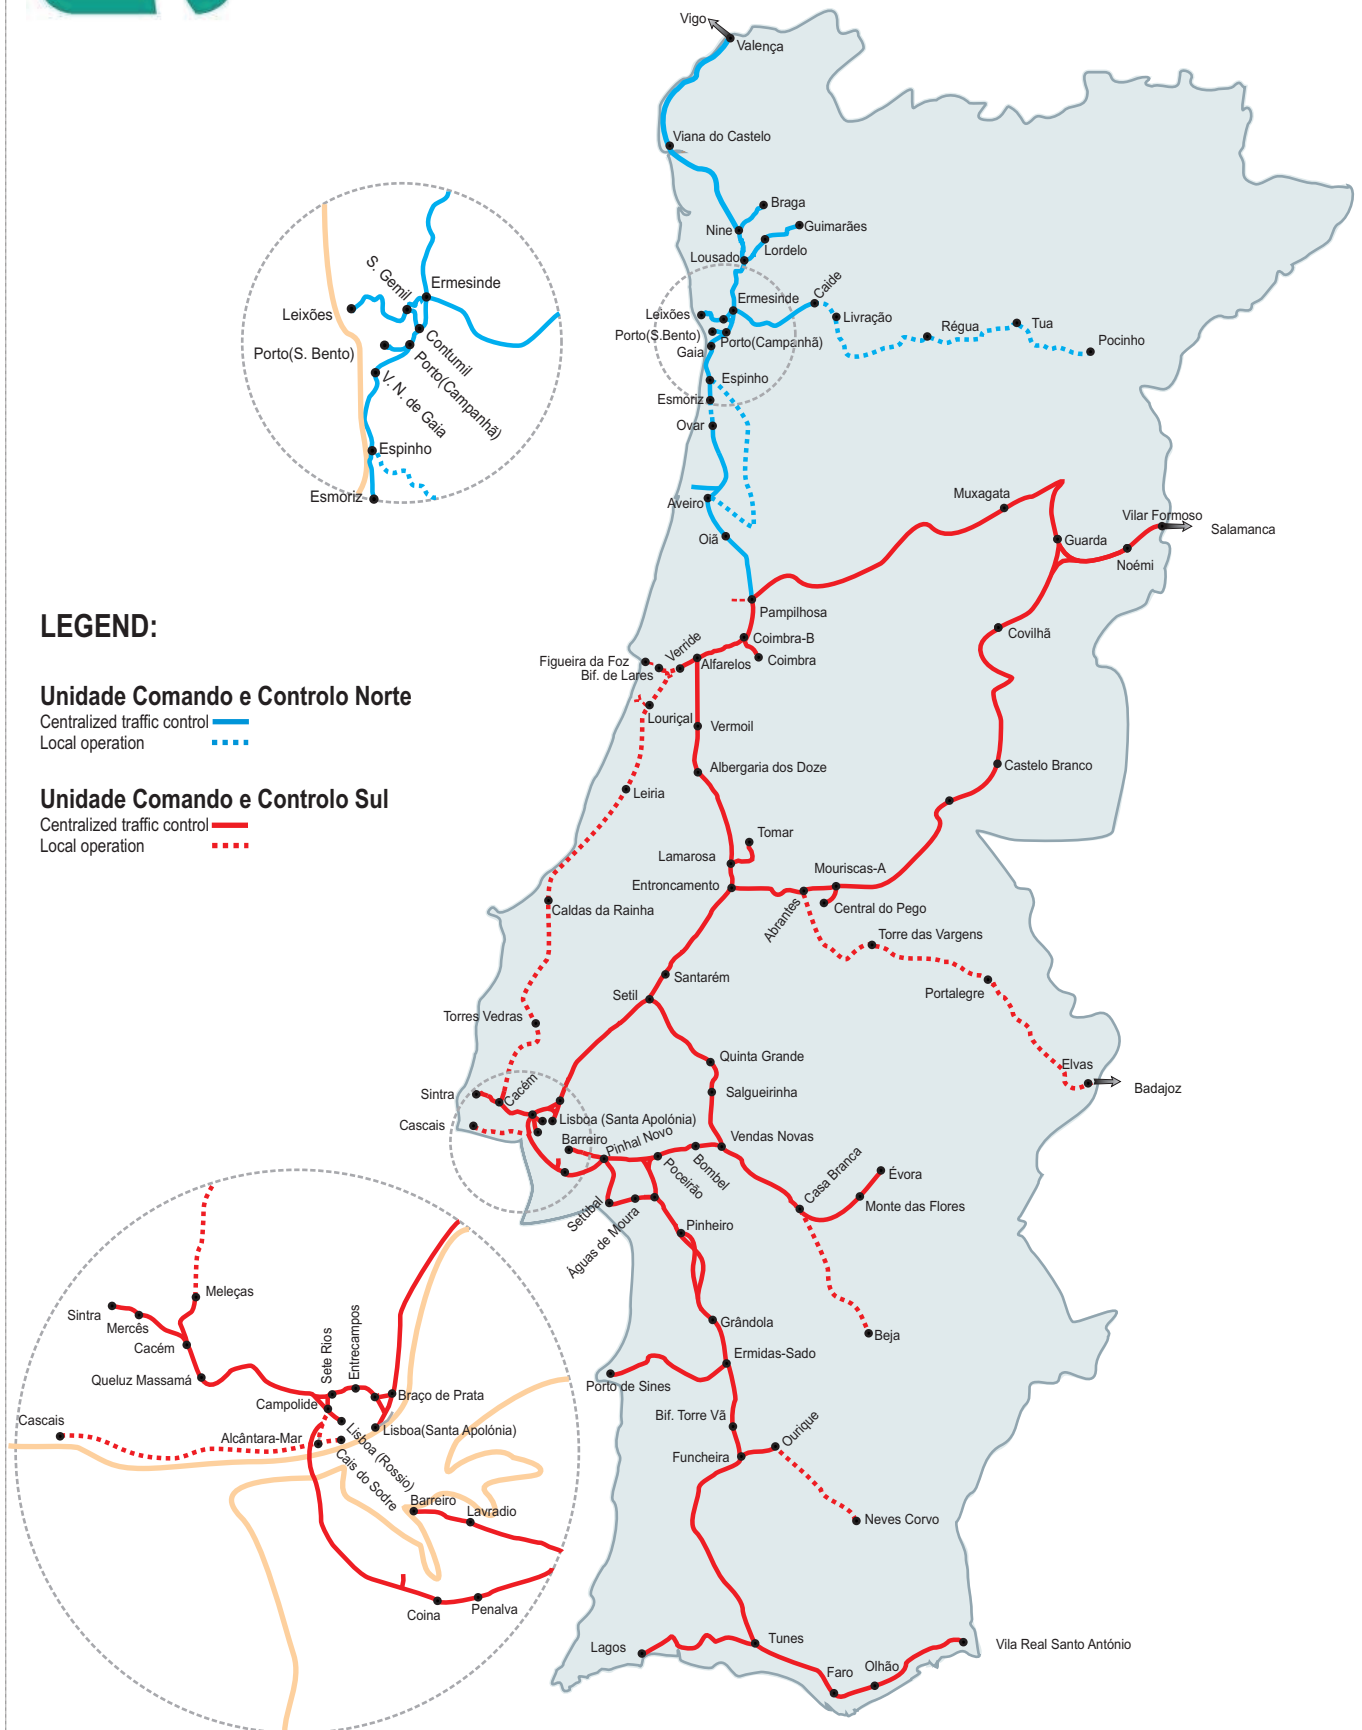 Vigo
Valença
Viana do Castelo
Braga
Guimarães
Nine
Lordelo
Lousado
Caide
Ermesinde
Leixões
Livração
Régua
Tua
Pocinho
Porto(S.Bento)
Porto(Campanhã)
Gaia
Espinho
Esmoriz
Ovar
Aveiro
Oiã
S. Gemil
Ermesinde
Leixões
Contumil
Porto(S. Bento)
Porto(Campanhã)
V. N. de Gaia
Espinho
Esmoriz
Muxagata
Vilar Formoso
Salamanca
Guarda
Noémi
Pampilhosa
Covilhã
Coimbra-B
Verride
Figueira da Foz
Alfarelos
Coimbra
Bif. de Lares
Louriçal
Vermoil
Albergaria dos Doze
Castelo Branco
Leiria
LEGEND:
Unidade Comando e Controlo Norte
Centralized traffic control
Local operation
Unidade Comando e Controlo Sul
Centralized traffic control
Local operation
Tomar
Lamarosa
Mouriscas-A
Entroncamento
Central do Pego
Abrantes
Caldas da Rainha
Torre das Vargens
Santarém
Portalegre
Setil
Torres Vedras
Quinta Grande
Elvas
Badajoz
Sintra
Cacém
Salgueirinha
Cascais
Lisboa (Santa Apolónia)
Barreiro
Pinhal Novo
Vendas Novas
Poceirão
Bombel
Casa Branca
Évora
Monte das Flores
Setúbal
Águas de Moura
Pinheiro
Grândola
Beja
Ermidas-Sado
Porto de Sines
Bif. Torre Vã
Ourique
Funcheira
Neves Corvo
Meleças
Sintra
Mercês
Cacém
Queluz Massamá
Sete Rios
Entrecampos
Campolide
Braço de Prata
Cascais
Lisboa(Santa Apolónia)
Alcântara-Mar
Lisboa (Rossio)
Cais do Sodre
Barreiro
Lavradio
Coina
Penalva
Lagos
Tunes
Faro
Olhão
Vila Real Santo António